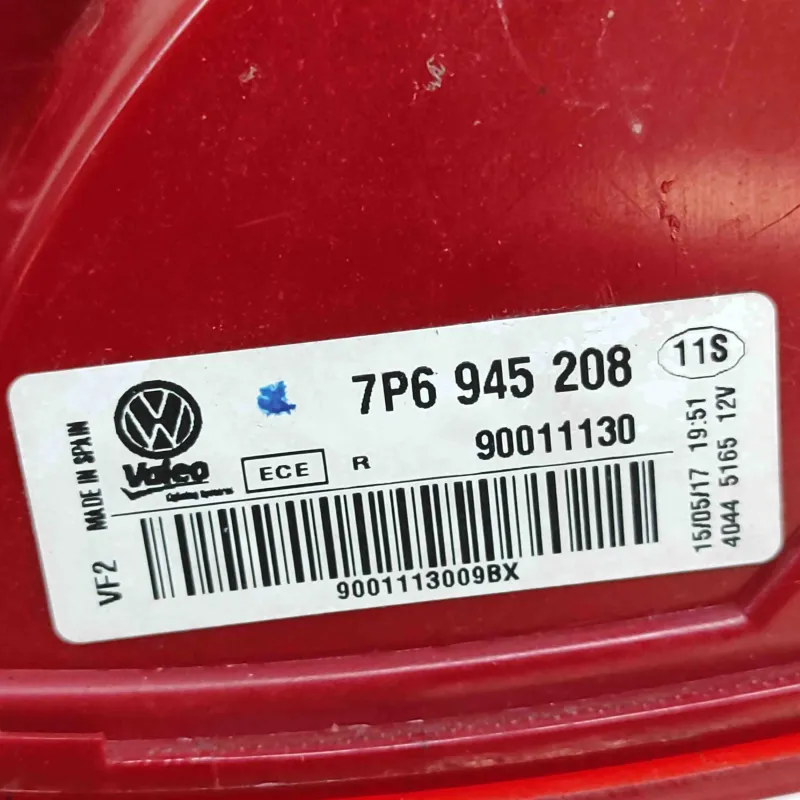 7P6 945 208
11S
90011130
Valeo
ECE
R
9001113009BX
VF2 MADE IN SPAIN
15/05/17 19:51
4044 5165 12V